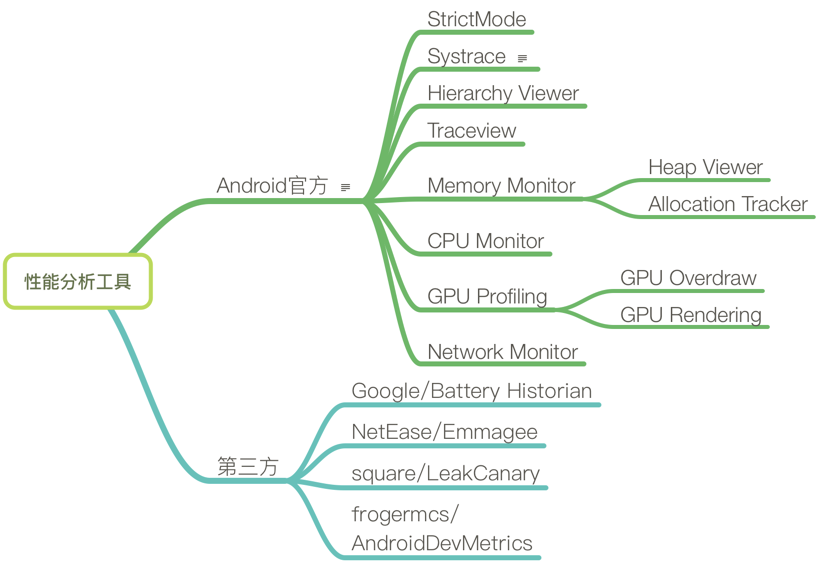 性能分析工具
Android官方
StrictMode
Systrace
Hierarchy Viewer
Traceview
Memory Monitor
Heap Viewer
Allocation Tracker
CPU Monitor
GPU Profiling
GPU Overdraw
GPU Rendering
Network Monitor
第三方
Google/Battery Historian
NetEase/Emmagee
square/LeakCanary
frogermcs/
AndroidDevMetrics